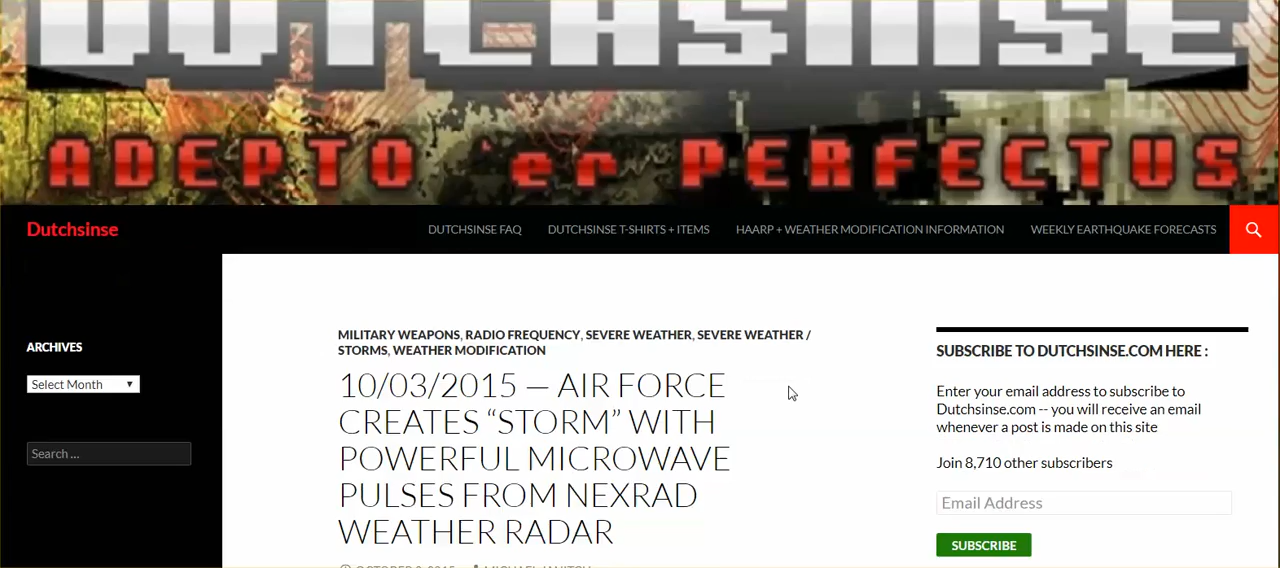 DUTCHSINSE
ADEPTO 'er PERFECTUS
Dutchsinse
DUTCHSINSE FAQ
DUTCHSINSE T-SHIRTS + ITEMS
HAARP + WEATHER MODIFICATION INFORMATION
WEEKLY EARTHQUAKE FORECASTS
ARCHIVES
Select Month
Search ...
MILITARY WEAPONS, RADIO FREQUENCY, SEVERE WEATHER, SEVERE WEATHER /
STORMS, WEATHER MODIFICATION
10/03/2015 — AIR FORCE
CREATES “STORM” WITH
POWERFUL MICROWAVE
PULSES FROM NEXRAD
WEATHER RADAR
SUBSCRIBE TO DUTCHSINSE.COM HERE :
Enter your email address to subscribe to
Dutchsinse.com -- you will receive an email
whenever a post is made on this site
Join 8,710 other subscribers
Email Address
SUBSCRIBE